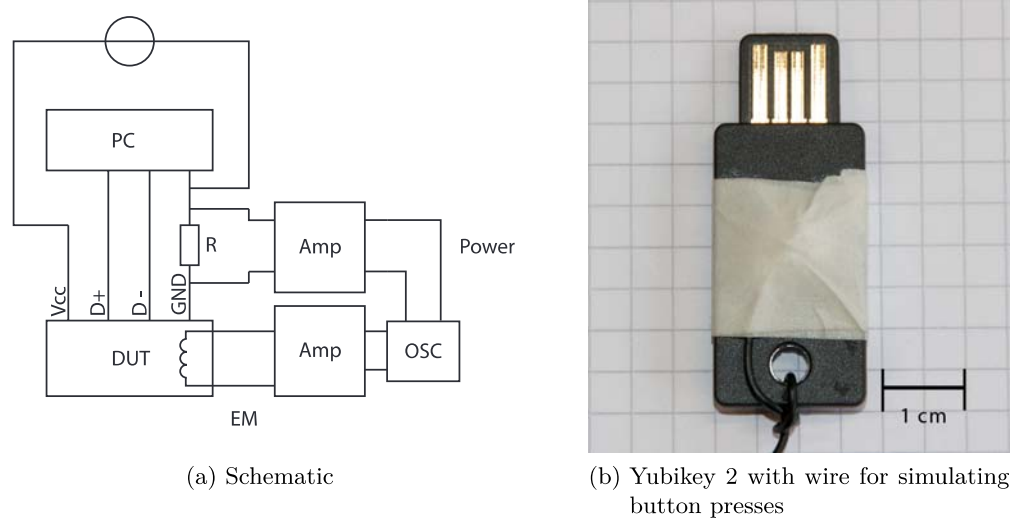 PC
R
Amp
Power
Vcc
D+
D -
GND
DUT
Amp
OSC
EM
1 cm
(a) Schematic
(b) Yubikey 2 with wire for simulating
button presses